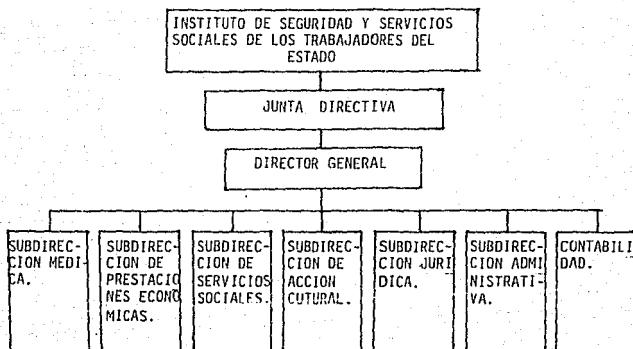 INSTITUTO DE SEGURIDAD Y SERVICIOS
SOCIALES DE LOS TRABAJADORES DEL
ESTADO
JUNTA DIRECTIVA
DIRECTOR GENERAL
SUBDIREC-
CION MEDI-
CA.
SUBDIREC-
CION DE
PRESTACIO
NES ECONO
MICAS.
SUBDIREC-
CION DE
SERVICIOS
SOCIALES.
SUBDIREC-
CION DE
ACCION
CUTURAL.
SUBDIREC-
CION JURI
DICA.
SUBDIREC-
CION ADMI
NISTRATI-
VA.
CONTABILI
DAD.